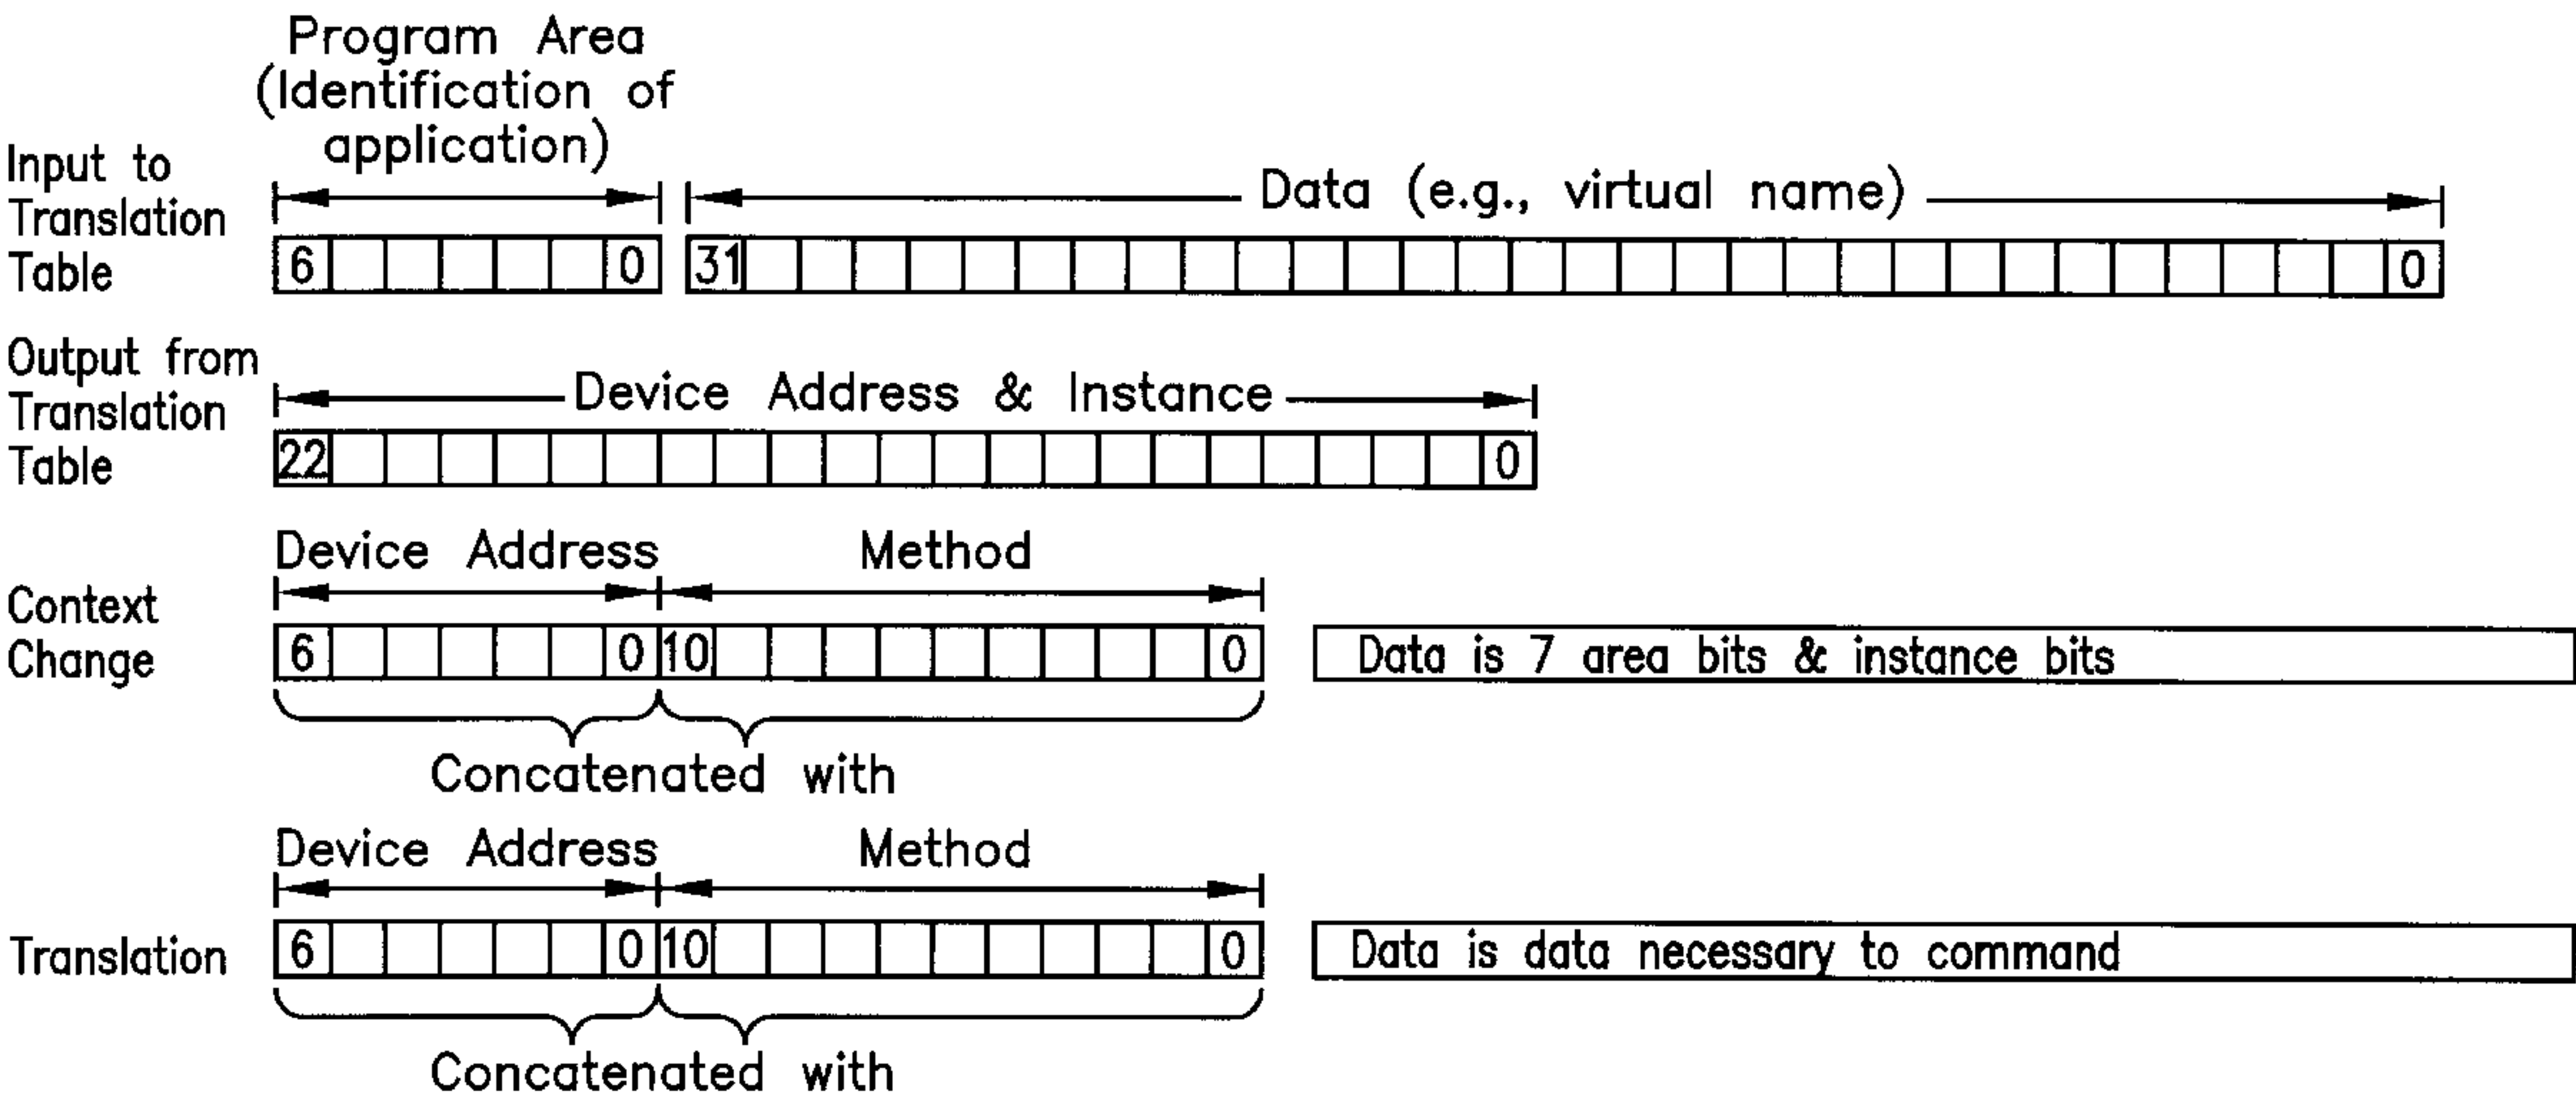 Program Area
(Identification of
application)
Input to
Translation
Table
Data (e.g., virtual name)
6 0 31 0
Output from
Translation
Table
Device Address & Instance
22 0
Device Address Method
Context
Change
6 0 10 0
Data is 7 area bits & instance bits
Concatenated with
Device Address Method
Translation
6 0 10 0
Data is data necessary to command
Concatenated with